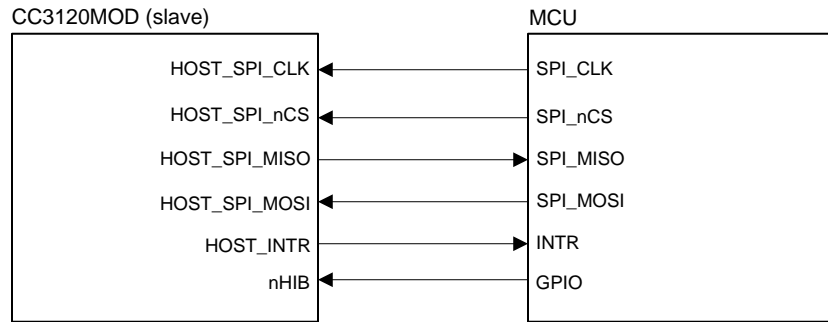 CC3120MOD (slave)
MCU
HOST_SPI_CLK
SPI_CLK
HOST_SPI_nCS
SPI_nCS
HOST_SPI_MISO
SPI_MISO
HOST_SPI_MOSI
SPI_MOSI
HOST_INTR
INTR
nHIB
GPIO